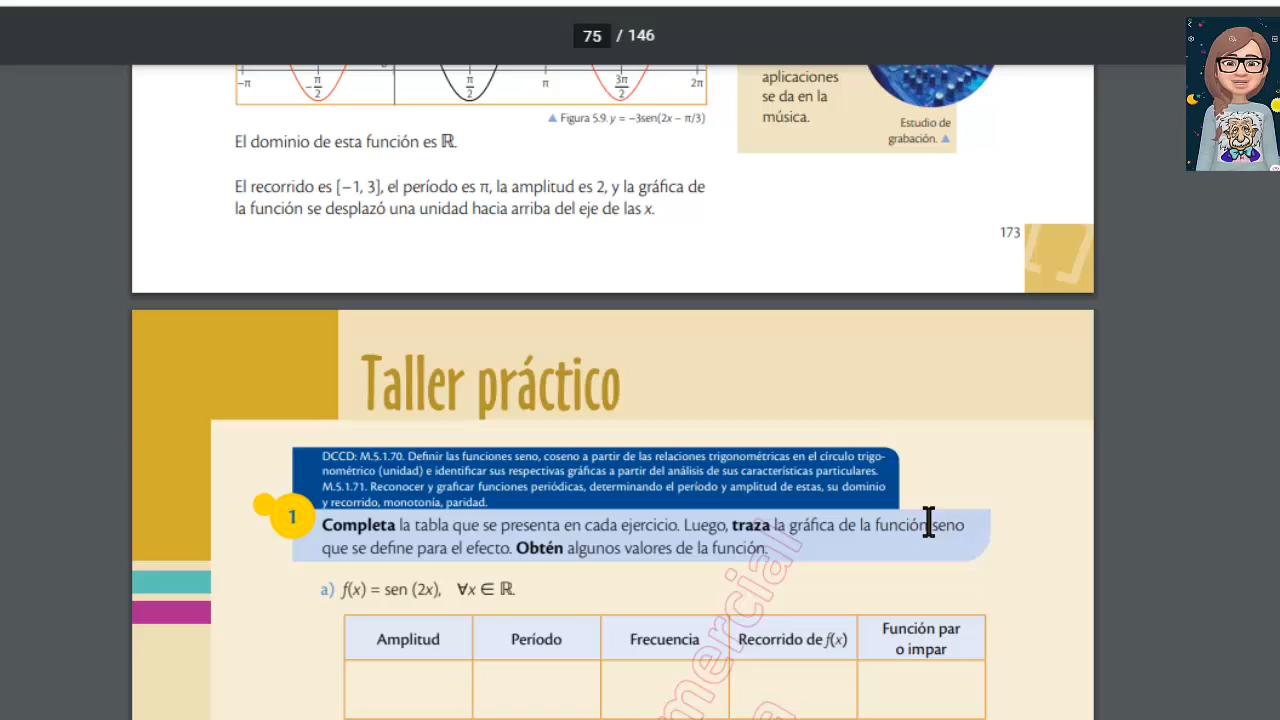 75 / 146
−π
−π/2
π/2
π
3π/2
2π
▲ Figura 5.9. y = −3sen(2x − π/3)
aplicaciones
se da en la
música.
Estudio de
grabación. ▲
El dominio de esta función es ℝ.
El recorrido es [−1, 3], el período es π, la amplitud es 2, y la gráfica de
la función se desplazó una unidad hacia arriba del eje de las x.
173
Taller práctico
DCCD: M.5.1.70. Definir las funciones seno, coseno a partir de las relaciones trigonométricas en el círculo trigo-
nométrico (unidad) e identificar sus respectivas gráficas a partir del análisis de sus características particulares.
M.5.1.71. Reconocer y graficar funciones periódicas, determinando el período y amplitud de estas, su dominio
y recorrido, monotonía, paridad.
1
Completa la tabla que se presenta en cada ejercicio. Luego, traza la gráfica de la función seno
que se define para el efecto. Obtén algunos valores de la función.
a) f(x) = sen (2x), ∀x ∈ ℝ.
Amplitud Período Frecuencia Recorrido de f(x) Función par
o impar